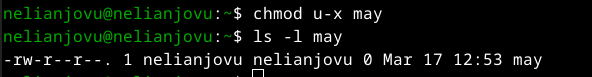 nelianjovu@nelianjovu:~$ chmod u-x may
nelianjovu@nelianjovu:~$ ls -l may
-rw-r--r--. 1 nelianjovu nelianjovu 0 Mar 17 12:53 may